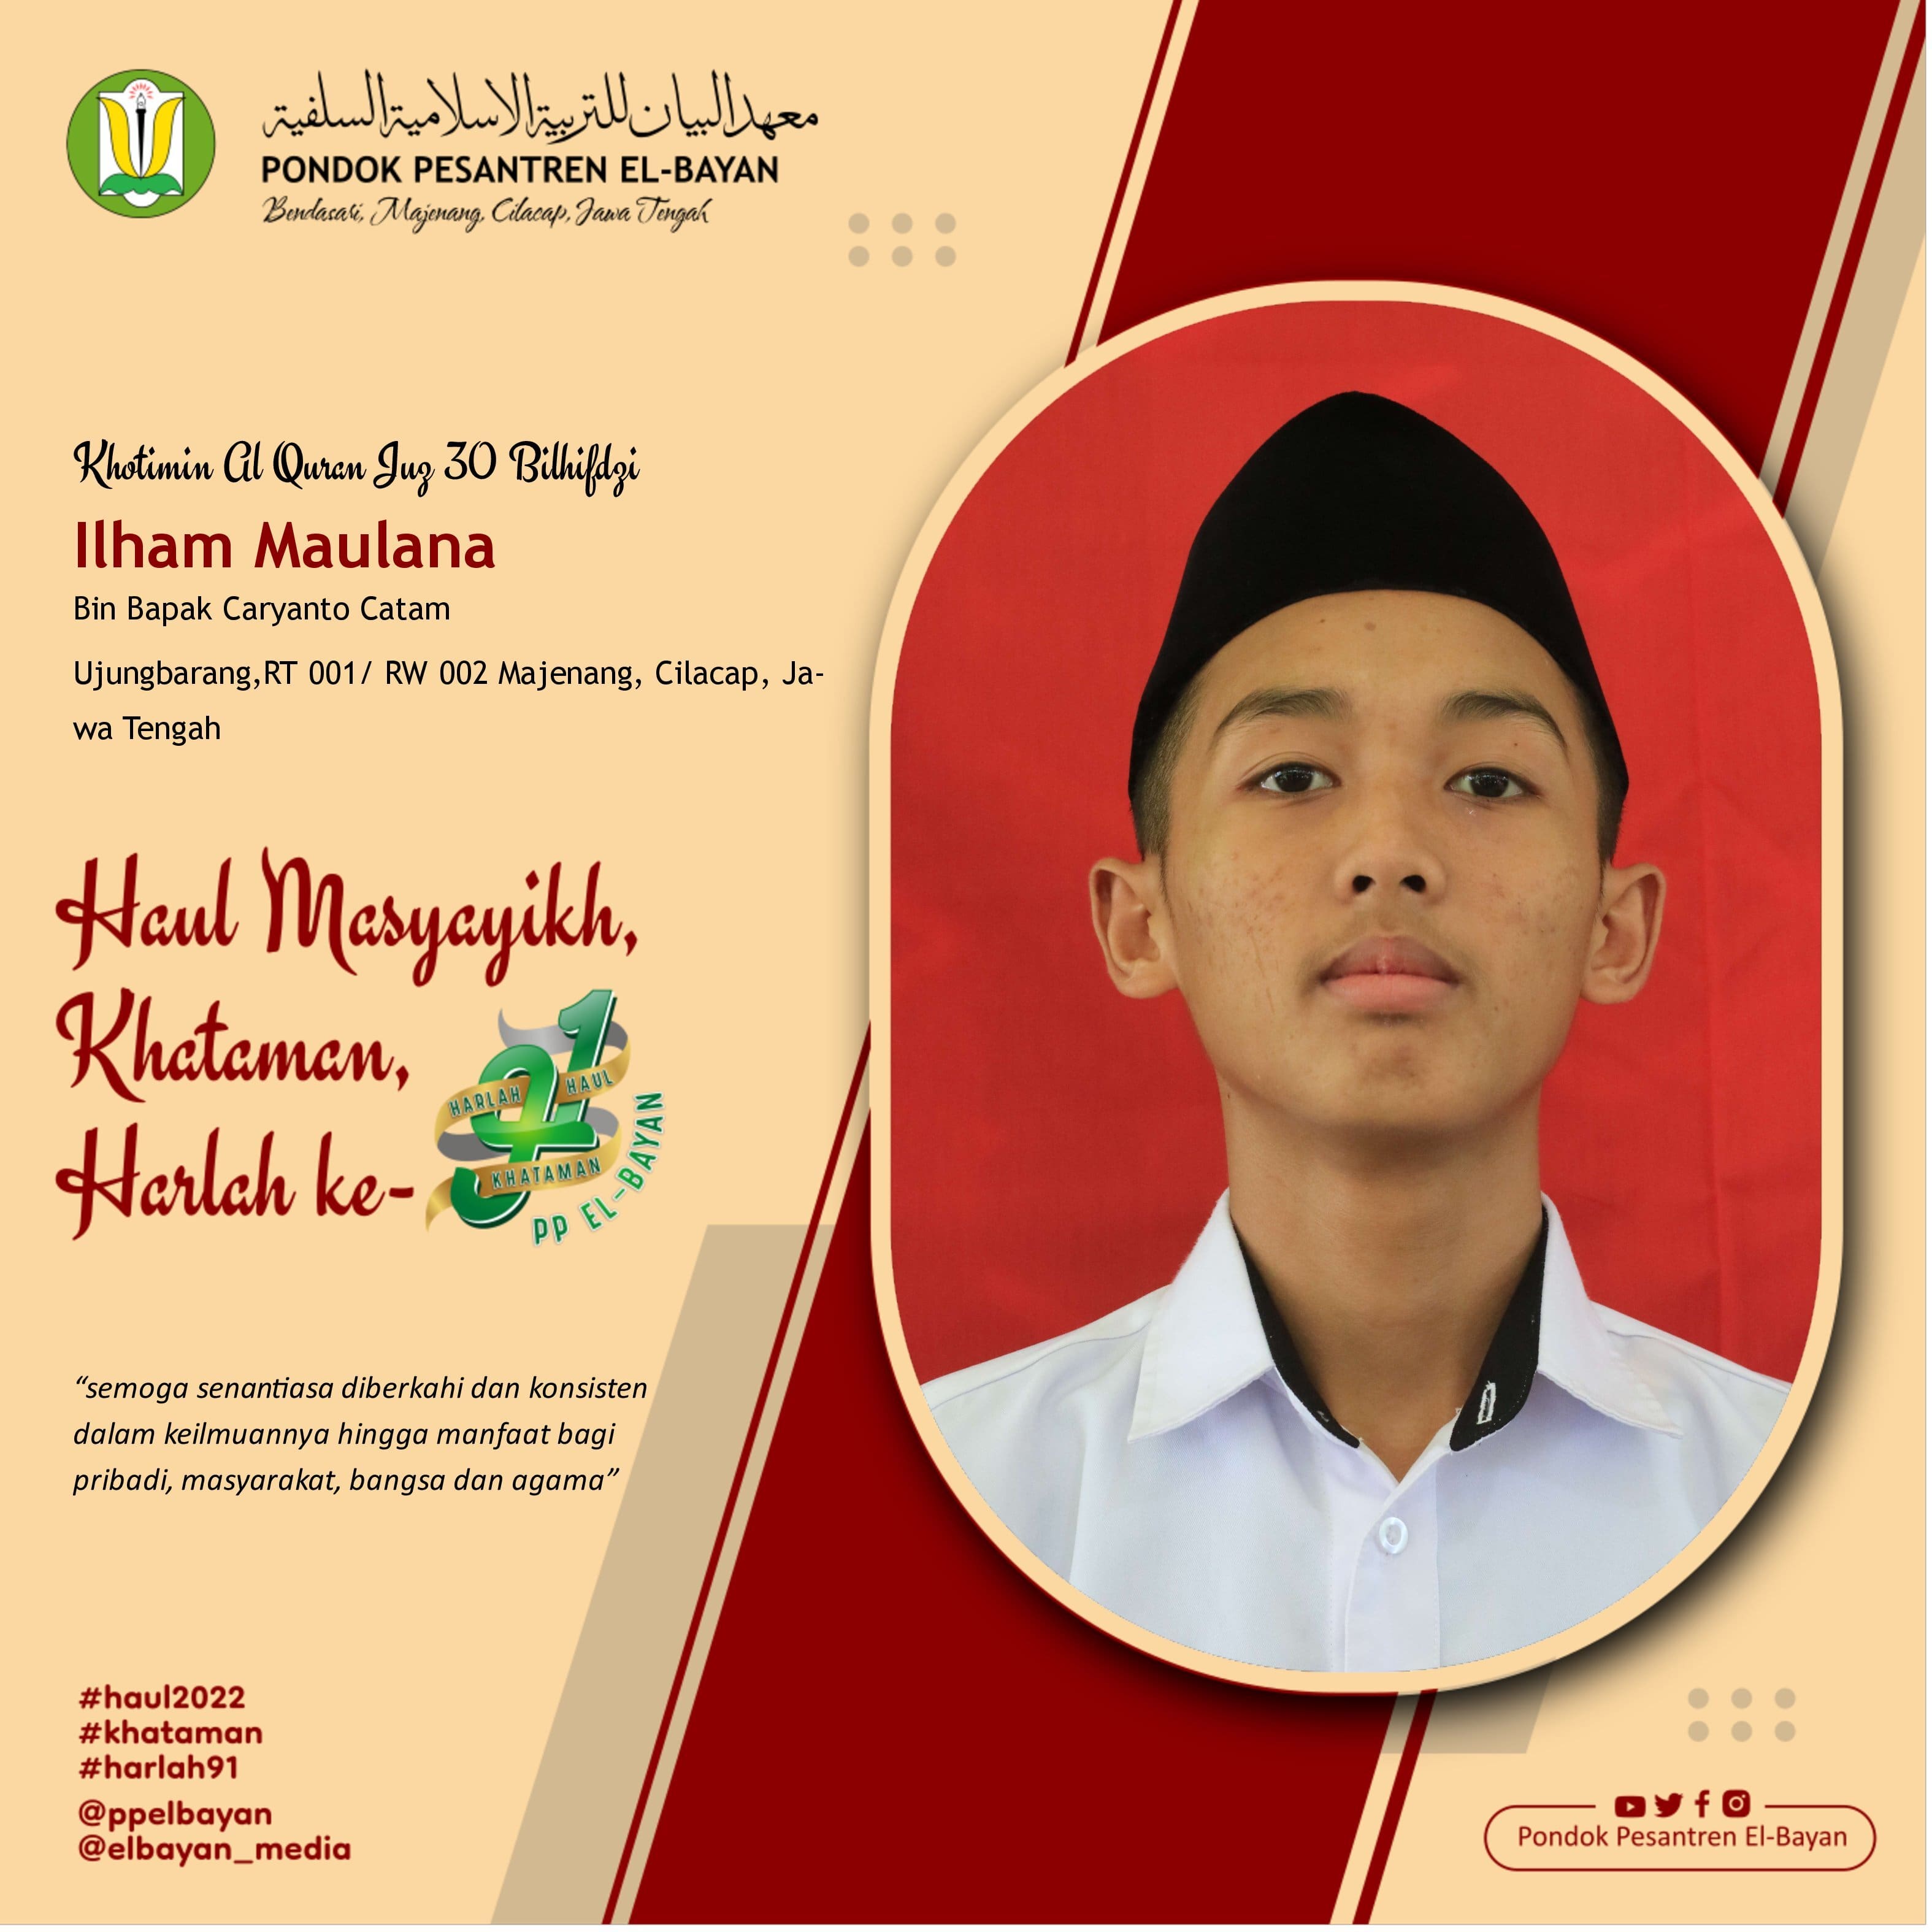 معهد البيان للتربية الاسلامية السلفية
PONDOK PESANTREN EL-BAYAN
Bendasari, Majenang, Cilacap, Jawa Tengah
Khotimin Al Quran Juz 30 Bilhifdzi
Ilham Maulana
Bin Bapak Caryanto Catam
Ujungbarang,RT 001/ RW 002 Majenang, Cilacap, Ja-
wa Tengah
Haul Masyayikh,
Khataman,
Harlah ke-
91
HARLAH HAUL
KHATAMAN
PP EL-BAYAN
“semoga senantiasa diberkahi dan konsisten
dalam keilmuannya hingga manfaat bagi
pribadi, masyarakat, bangsa dan agama”
#haul2022
#khataman
#harlah91
@ppelbayan
@elbayan_media
Pondok Pesantren El-Bayan